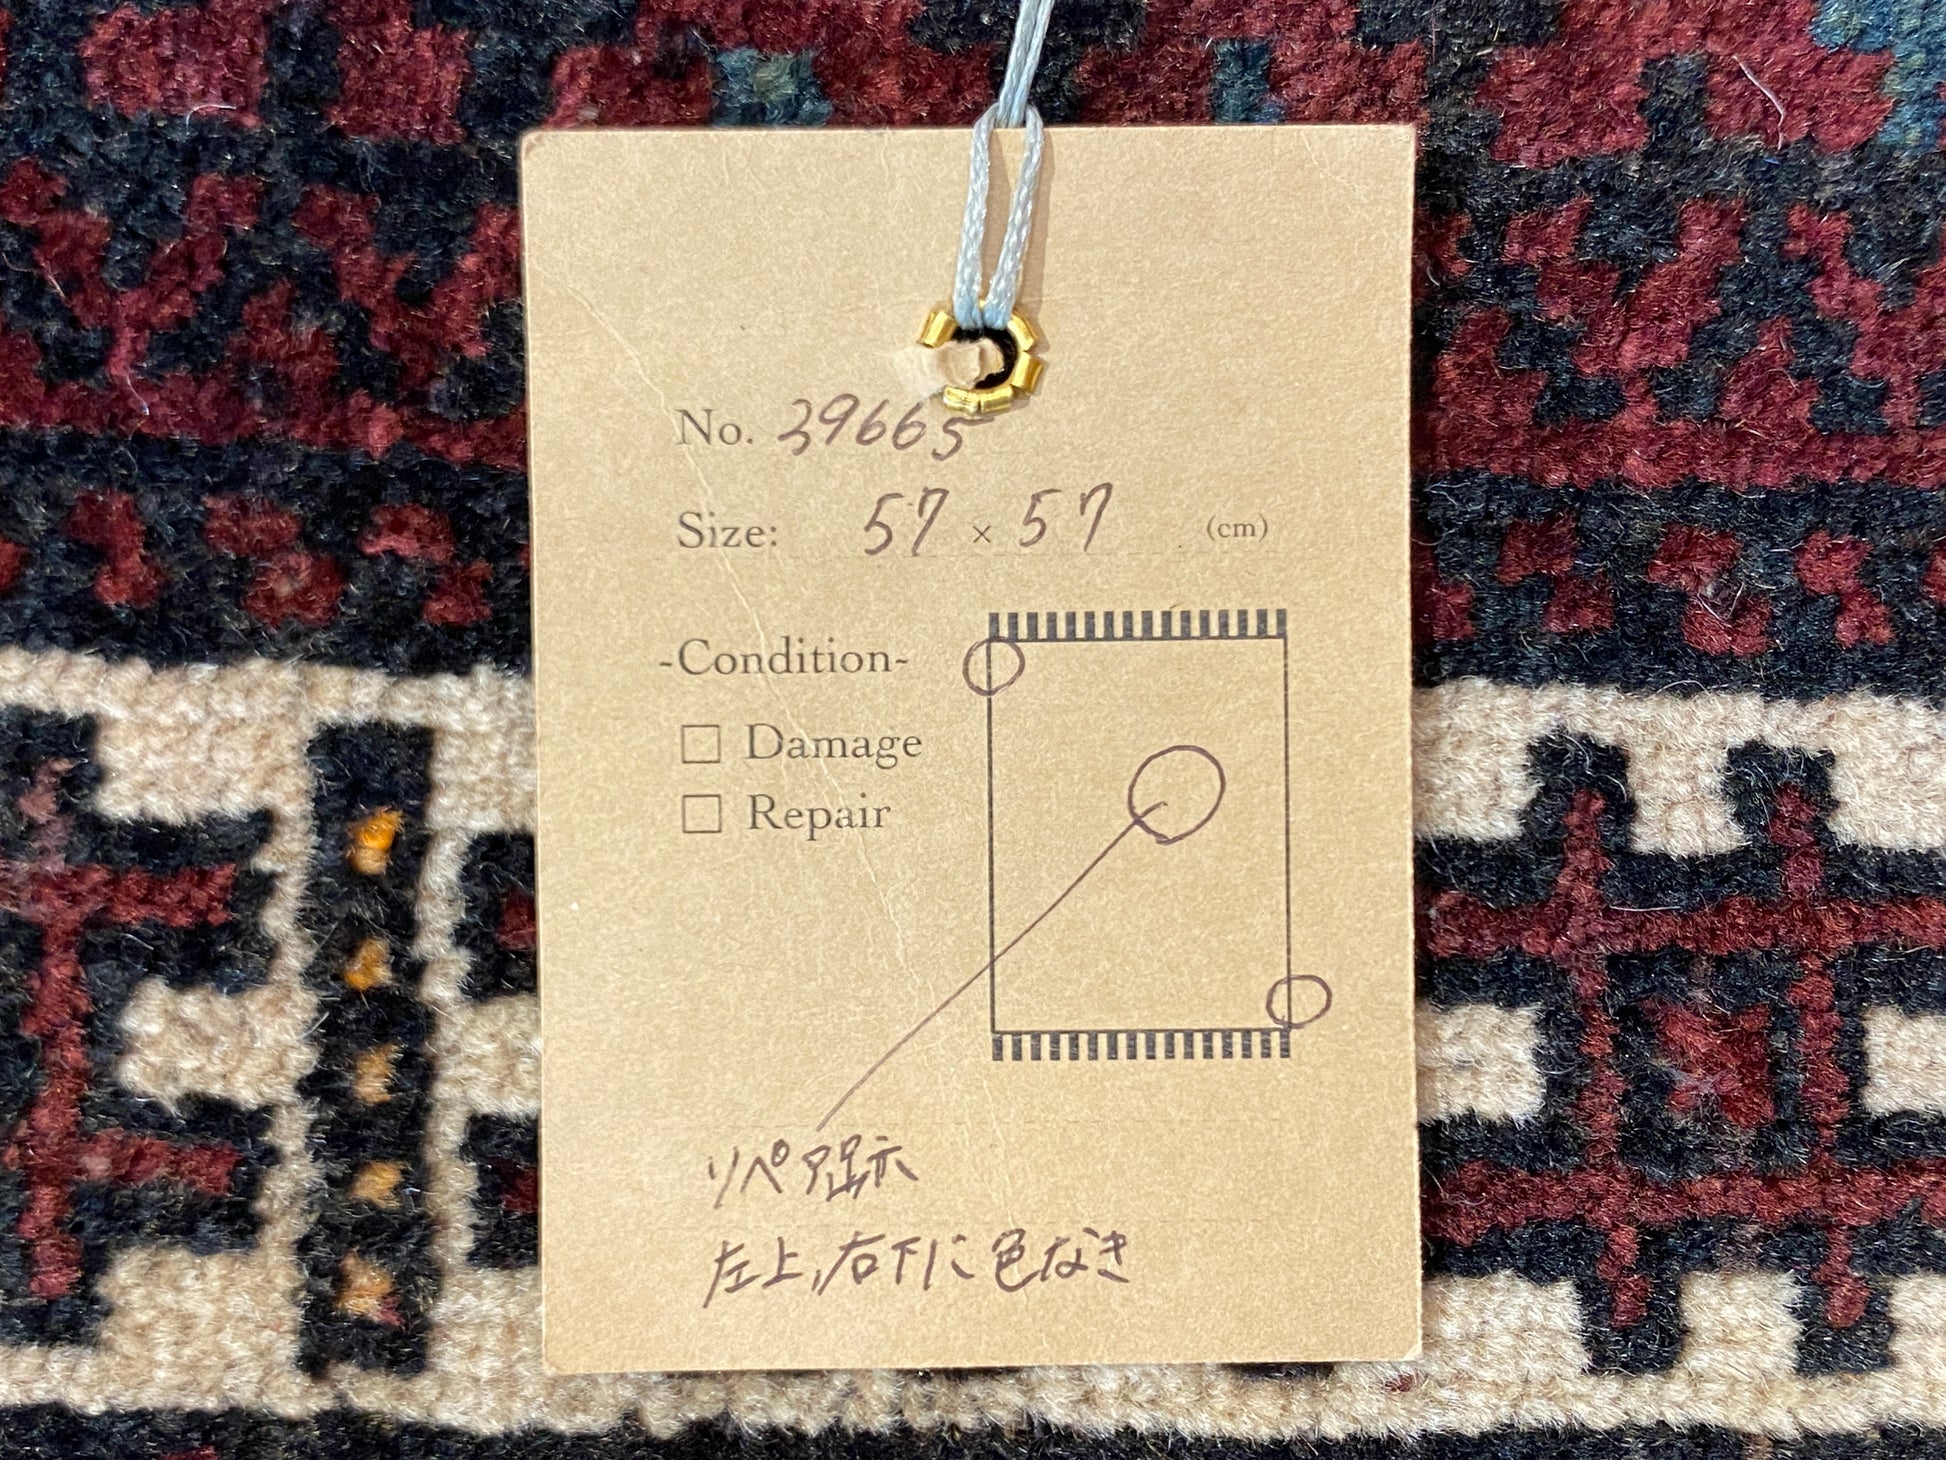 No. 39665
Size: 57 × 57 (cm)
-Condition-
□ Damage
□ Repair
リペア跡
左上,右下に色なき